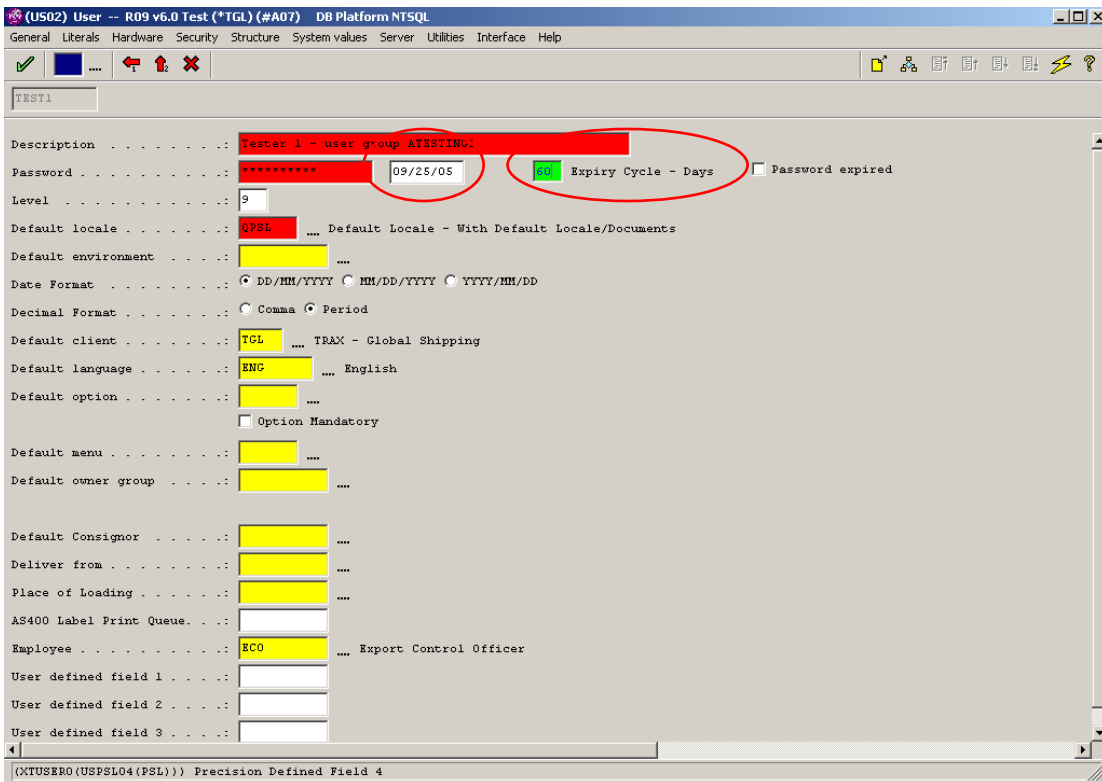 (US02) User -- R09 v6.0 Test (*TGL) (#A07) DB Platform NTSQL
General Literals Hardware Security Structure System values Server Utilities Interface Help
TEST1
Description . . . . . . . . .: Tester 1 - user group ATESTING1
Password . . . . . . . . . . .: ********** 09/25/05 60 Expiry Cycle - Days Password expired
Level . . . . . . . . . . . .: 9
Default locale . . . . . . . .: QPSL .... Default Locale - With Default Locale/Documents
Default environment . . . . .: ....
Date Format . . . . . . . . .: DD/MM/YYYY MM/DD/YYYY YYYY/MM/DD
Decimal Format . . . . . . . .: Comma Period
Default client . . . . . . . .: TGL .... TRAX - Global Shipping
Default language . . . . . . .: ENG .... English
Default option . . . . . . . .: ....
Option Mandatory
Default menu . . . . . . . . .: ....
Default owner group . . . . .: ....
Default Consignor . . . . . .: ....
Deliver from . . . . . . . . .: ....
Place of Loading . . . . . . .: ....
AS400 Label Print Queue. . . .:
Employee . . . . . . . . . . .: ECO .... Export Control Officer
User defined field 1 . . . . .:
User defined field 2 . . . . .:
User defined field 3 . . . . .:
(XTUSER0(USPSL04(PSL))) Precision Defined Field 4